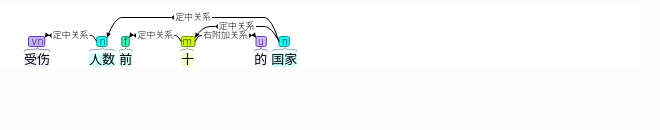 定中关系
定中关系
定中关系 定中关系 右附加关系
vn n f m u n
受伤 人数 前 十 的 国家